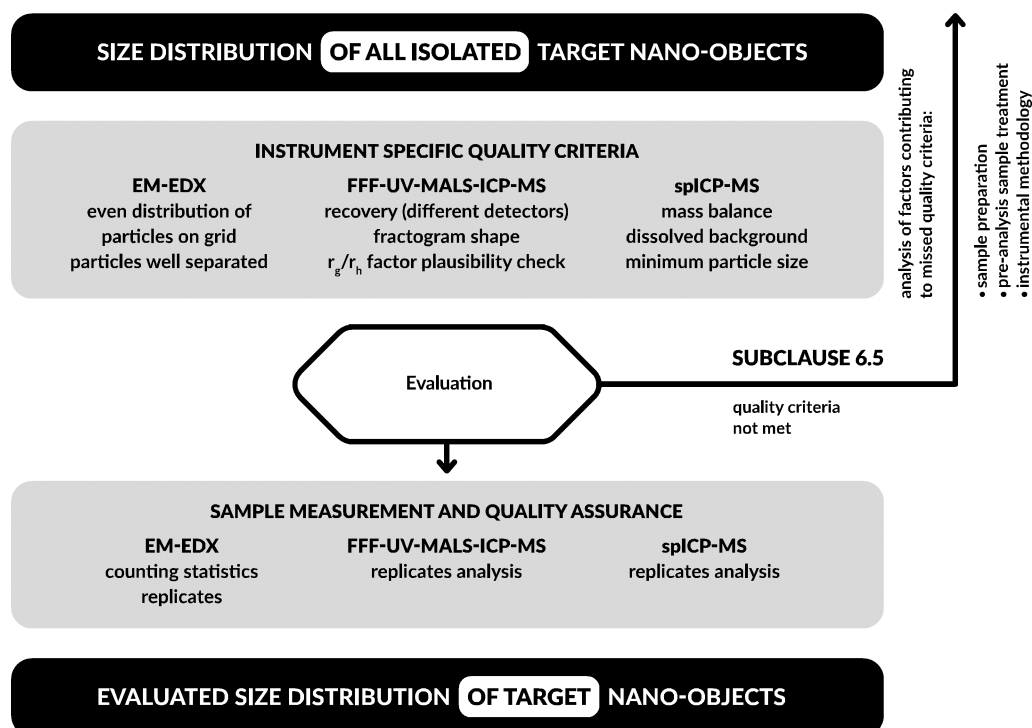 SIZE DISTRIBUTION OF ALL ISOLATED TARGET NANO-OBJECTS
INSTRUMENT SPECIFIC QUALITY CRITERIA
EM-EDX
even distribution of
particles on grid
particles well separated
FFF-UV-MALS-ICP-MS
recovery (different detectors)
fractogram shape
rg/rh factor plausibility check
spICP-MS
mass balance
dissolved background
minimum particle size
analysis of factors contributing
to missed quality criteria:
• sample preparation
• pre-analysis sample treatment
• instrumental methodology
Evaluation
SUBCLAUSE 6.5
quality criteria
not met
SAMPLE MEASUREMENT AND QUALITY ASSURANCE
EM-EDX
counting statistics
replicates
FFF-UV-MALS-ICP-MS
replicates analysis
spICP-MS
replicates analysis
EVALUATED SIZE DISTRIBUTION OF TARGET NANO-OBJECTS